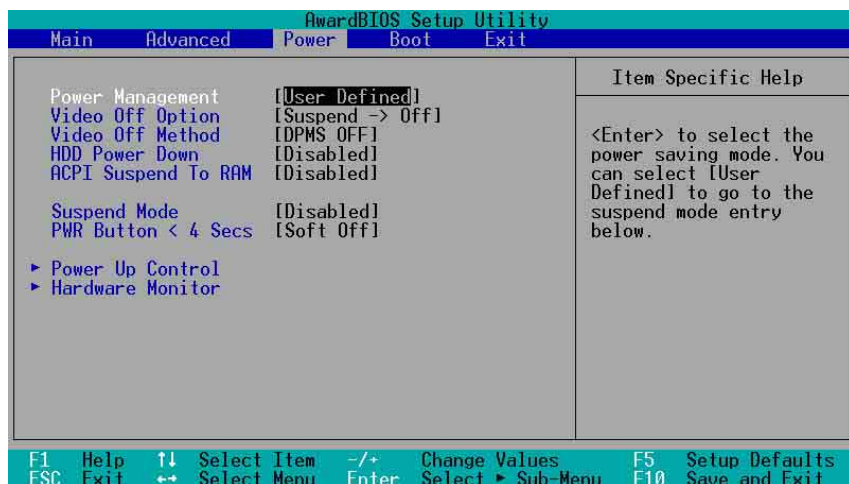 AwardBIOS Setup Utility
Main Advanced Power Boot Exit
Power Management [User Defined]
Video Off Option [Suspend -> Off]
Video Off Method [DPMS OFF]
HDD Power Down [Disabled]
ACPI Suspend To RAM [Disabled]
Suspend Mode [Disabled]
PWR Button < 4 Secs [Soft Off]
► Power Up Control
► Hardware Monitor
Item Specific Help
<Enter> to select the
power saving mode. You
can select [User
Defined] to go to the
suspend mode entry
below.
F1 Help ↑↓ Select Item -/+ Change Values F5 Setup Defaults
ESC Exit ←→ Select Menu Enter Select ► Sub-Menu F10 Save and Exit